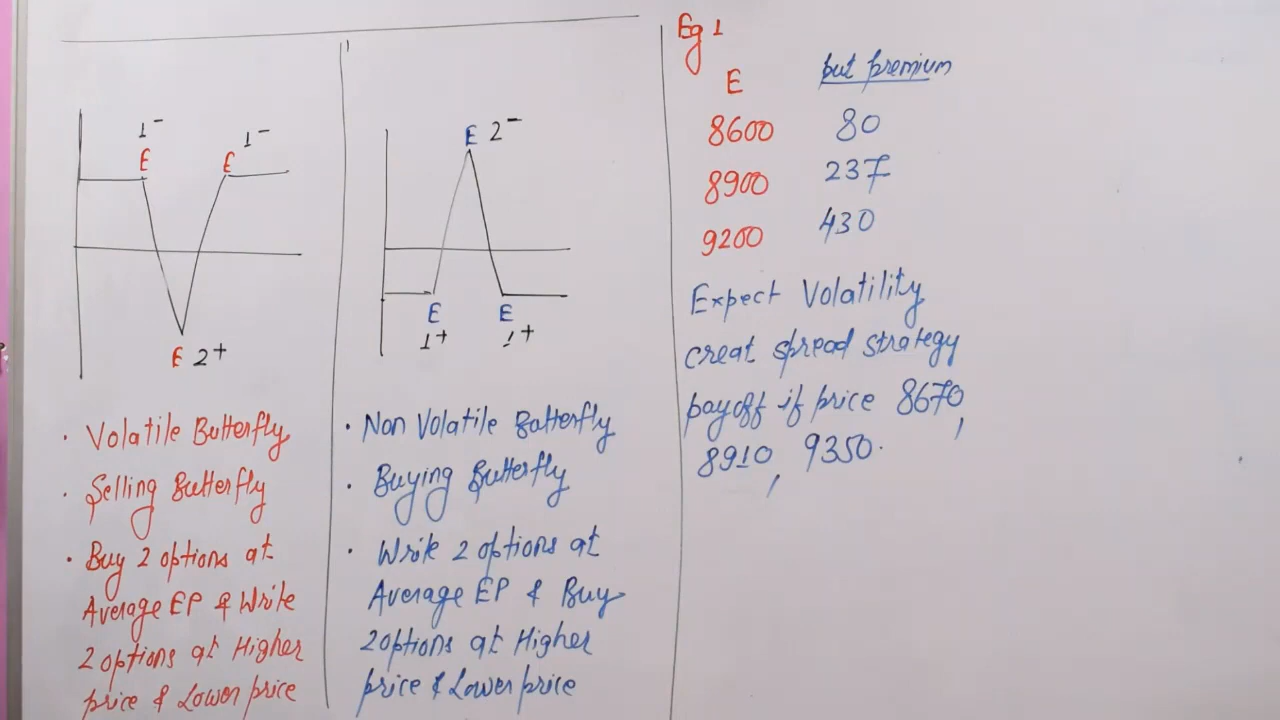 1- 1-
E E
E 2+
· Volatile Butterfly
· Selling Butterfly
· Buy 2 options at
Average EP & Write
2 options at Higher
price & Lower price
E 2-
E E
1+ 1+
· Non Volatile Butterfly
· Buying Butterfly
· Write 2 options at
Average EP & Buy
2 options at Higher
price & Lower price
Eg 1
E put premium
8600 80
8900 237
9200 430
Expect Volatility
creat spread strategy
payoff if price 8670,
8910, 9350.